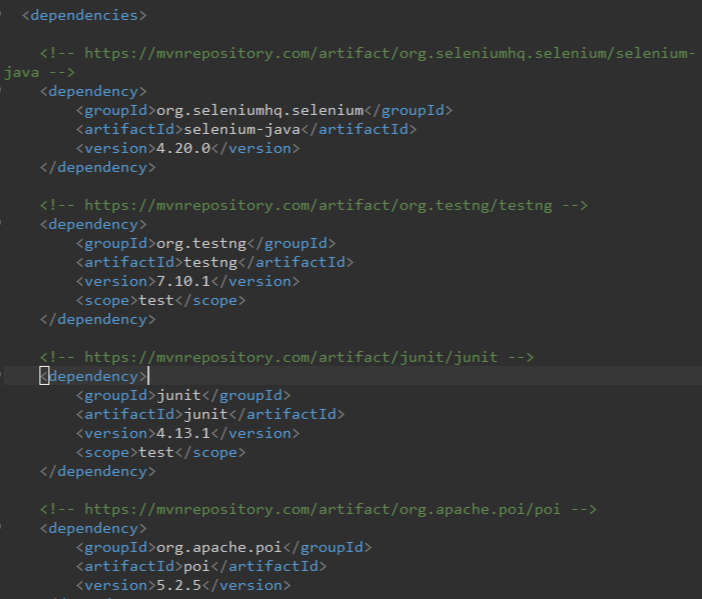 <dependencies>
<!-- https://mvnrepository.com/artifact/org.seleniumhq.selenium/selenium-
java -->
<dependency>
<groupId>org.seleniumhq.selenium</groupId>
<artifactId>selenium-java</artifactId>
<version>4.20.0</version>
</dependency>
<!-- https://mvnrepository.com/artifact/org.testng/testng -->
<dependency>
<groupId>org.testng</groupId>
<artifactId>testng</artifactId>
<version>7.10.1</version>
<scope>test</scope>
</dependency>
<!-- https://mvnrepository.com/artifact/junit/junit -->
<dependency>
<groupId>junit</groupId>
<artifactId>junit</artifactId>
<version>4.13.1</version>
<scope>test</scope>
</dependency>
<!-- https://mvnrepository.com/artifact/org.apache.poi/poi -->
<dependency>
<groupId>org.apache.poi</groupId>
<artifactId>poi</artifactId>
<version>5.2.5</version>